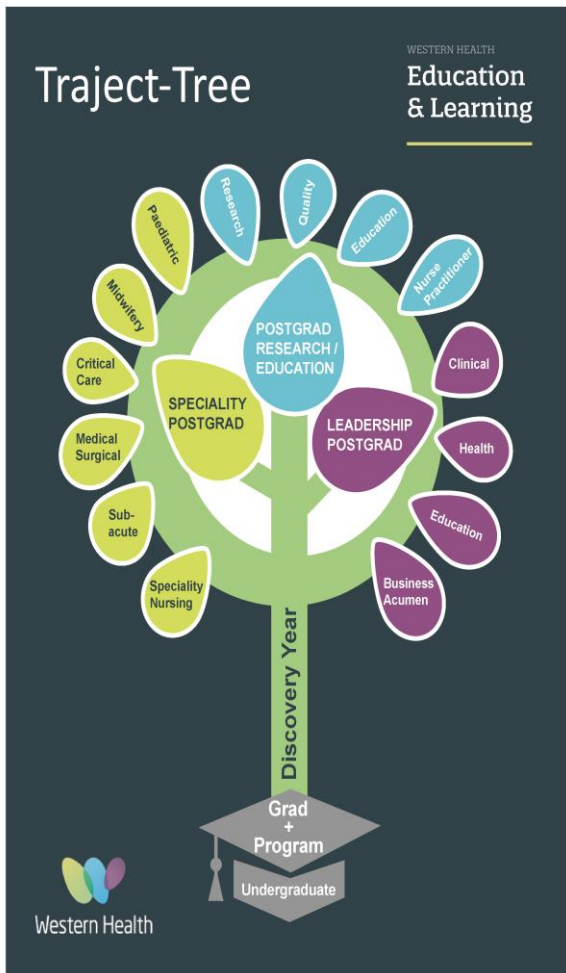 Traject-Tree
WESTERN HEALTH
Education
& Learning
Paediatric
Research
Quality
Education
Nurse
Practitioner
Midwifery
Critical
Care
Medical
Surgical
Sub-
acute
Speciality
Nursing
POSTGRAD
RESEARCH /
EDUCATION
SPECIALITY
POSTGRAD
LEADERSHIP
POSTGRAD
Clinical
Health
Education
Business
Acumen
Discovery Year
Grad
+
Program
Undergraduate
Western Health